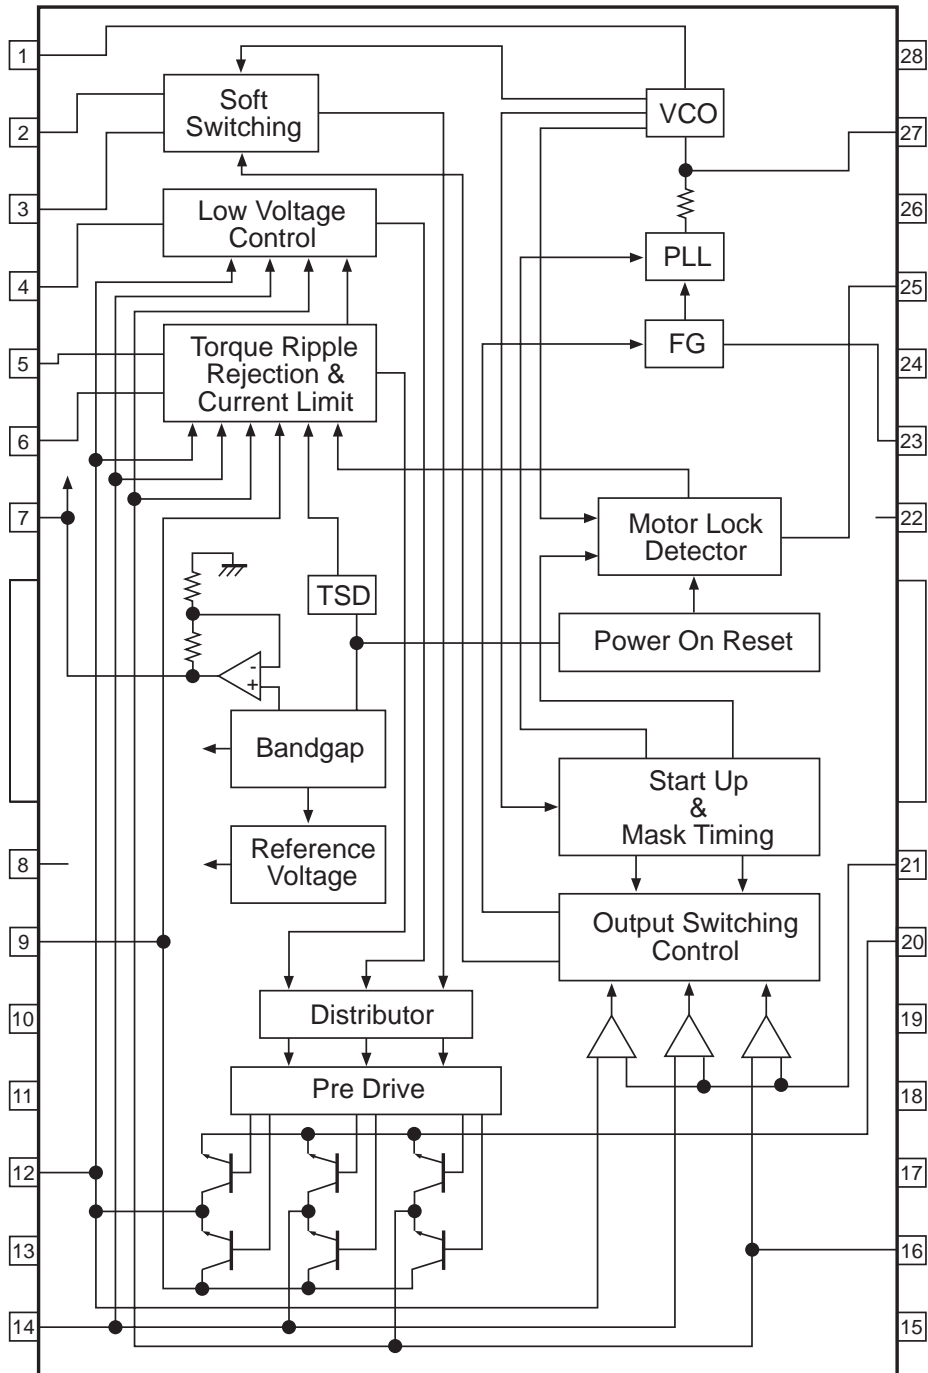 1
28
Soft
Switching
VCO
2
27
3
26
Low Voltage
Control
PLL
4
25
Torque Ripple
Rejection &
Current Limit
FG
5
24
6
23
7
Motor Lock
Detector
22
TSD
Power On Reset
-
+
Bandgap
Start Up
&
Mask Timing
Reference
Voltage
8
21
Output Switching
Control
9
20
Distributor
10
19
Pre Drive
11
18
12
17
13
16
14
15